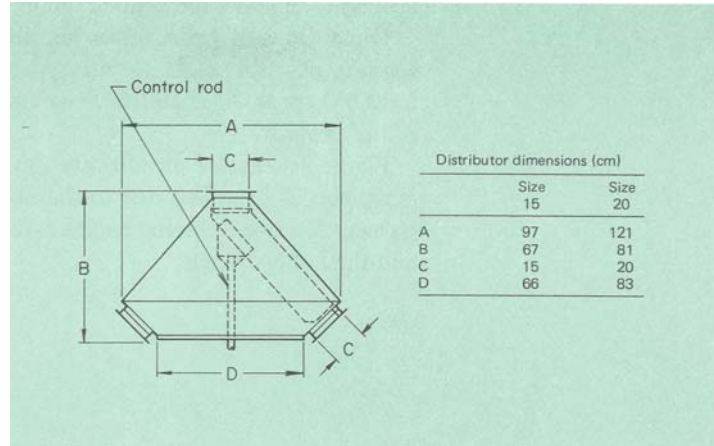 Control rod
A
C
B
C
D
Distributor dimensions (cm)
Size Size
15 20
A 97 121
B 67 81
C 15 20
D 66 83